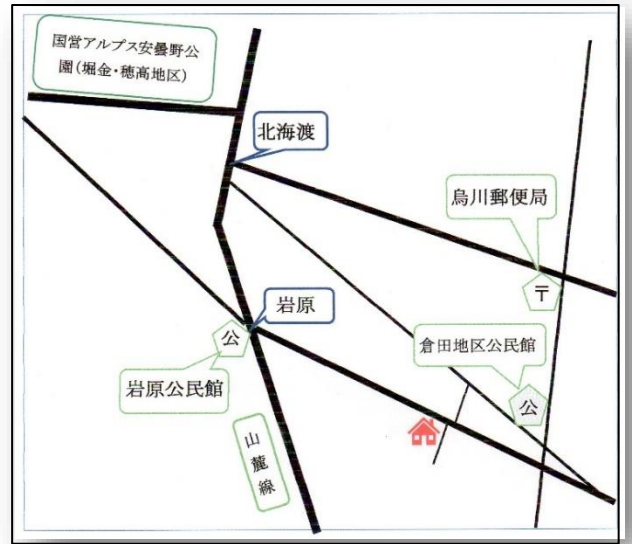 国営アルプス安曇野公
園(堀金・穂高地区)
北海渡
烏川郵便局
〒
岩原
公
倉田地区公民館
岩原公民館
公
山麓線